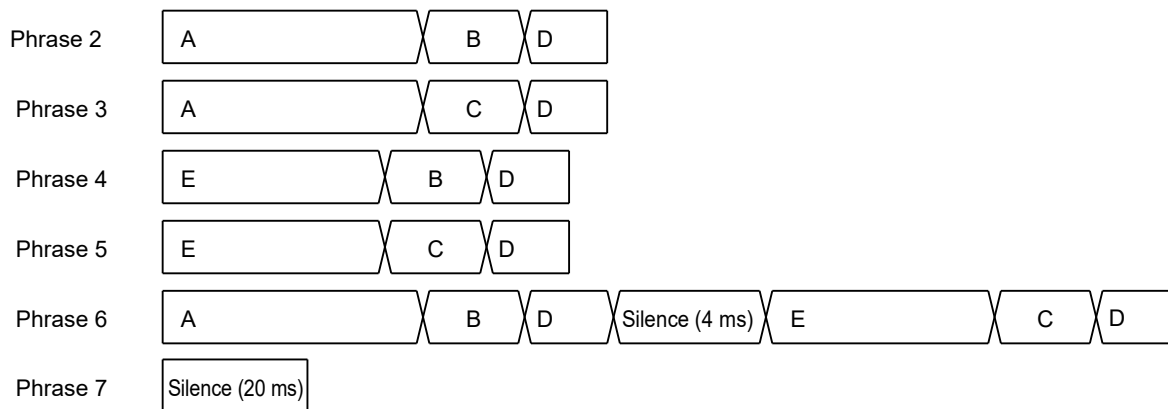 Phrase 2 A B D
Phrase 3 A C D
Phrase 4 E B D
Phrase 5 E C D
Phrase 6 A B D Silence (4 ms) E C D
Phrase 7 Silence (20 ms)